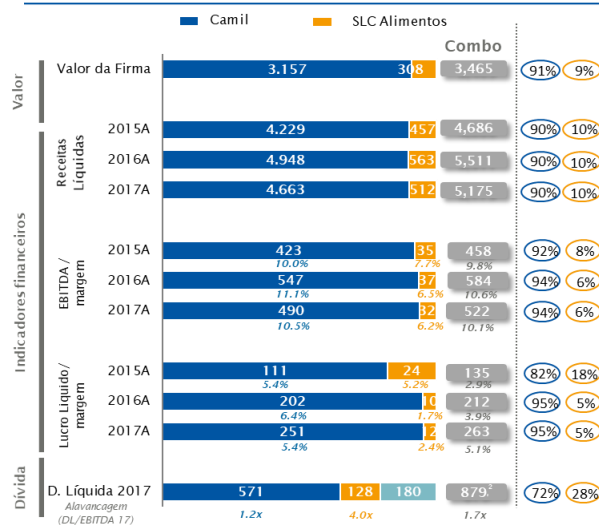 Camil SLC Alimentos
Combo
Valor
Valor da Firma 3.157 308 3,465 91% 9%
Indicadores financeiros
Receitas
Líquidas
2015A 4.229 457 4,686 90% 10%
2016A 4.948 563 5,511 90% 10%
2017A 4.663 512 5,175 90% 10%
EBITDA /
margem
2015A 423 35 458 92% 8%
10.0% 7.7% 9.8%
2016A 547 37 584 94% 6%
11.1% 6.5% 10.6%
2017A 490 32 522 94% 6%
10.5% 6.2% 10.1%
Lucro Liquido/
margem
2015A 111 24 135 82% 18%
5.4% 5.2% 2.9%
2016A 202 10 212 95% 5%
6.4% 1.7% 3.9%
2017A 251 12 263 95% 5%
5.4% 2.4% 5.1%
Dívida
D. Líquida 2017 571 128 180 879² 72% 28%
Alavancagem
(DL/EBITDA 17) 1.2x 4.0x 1.7x